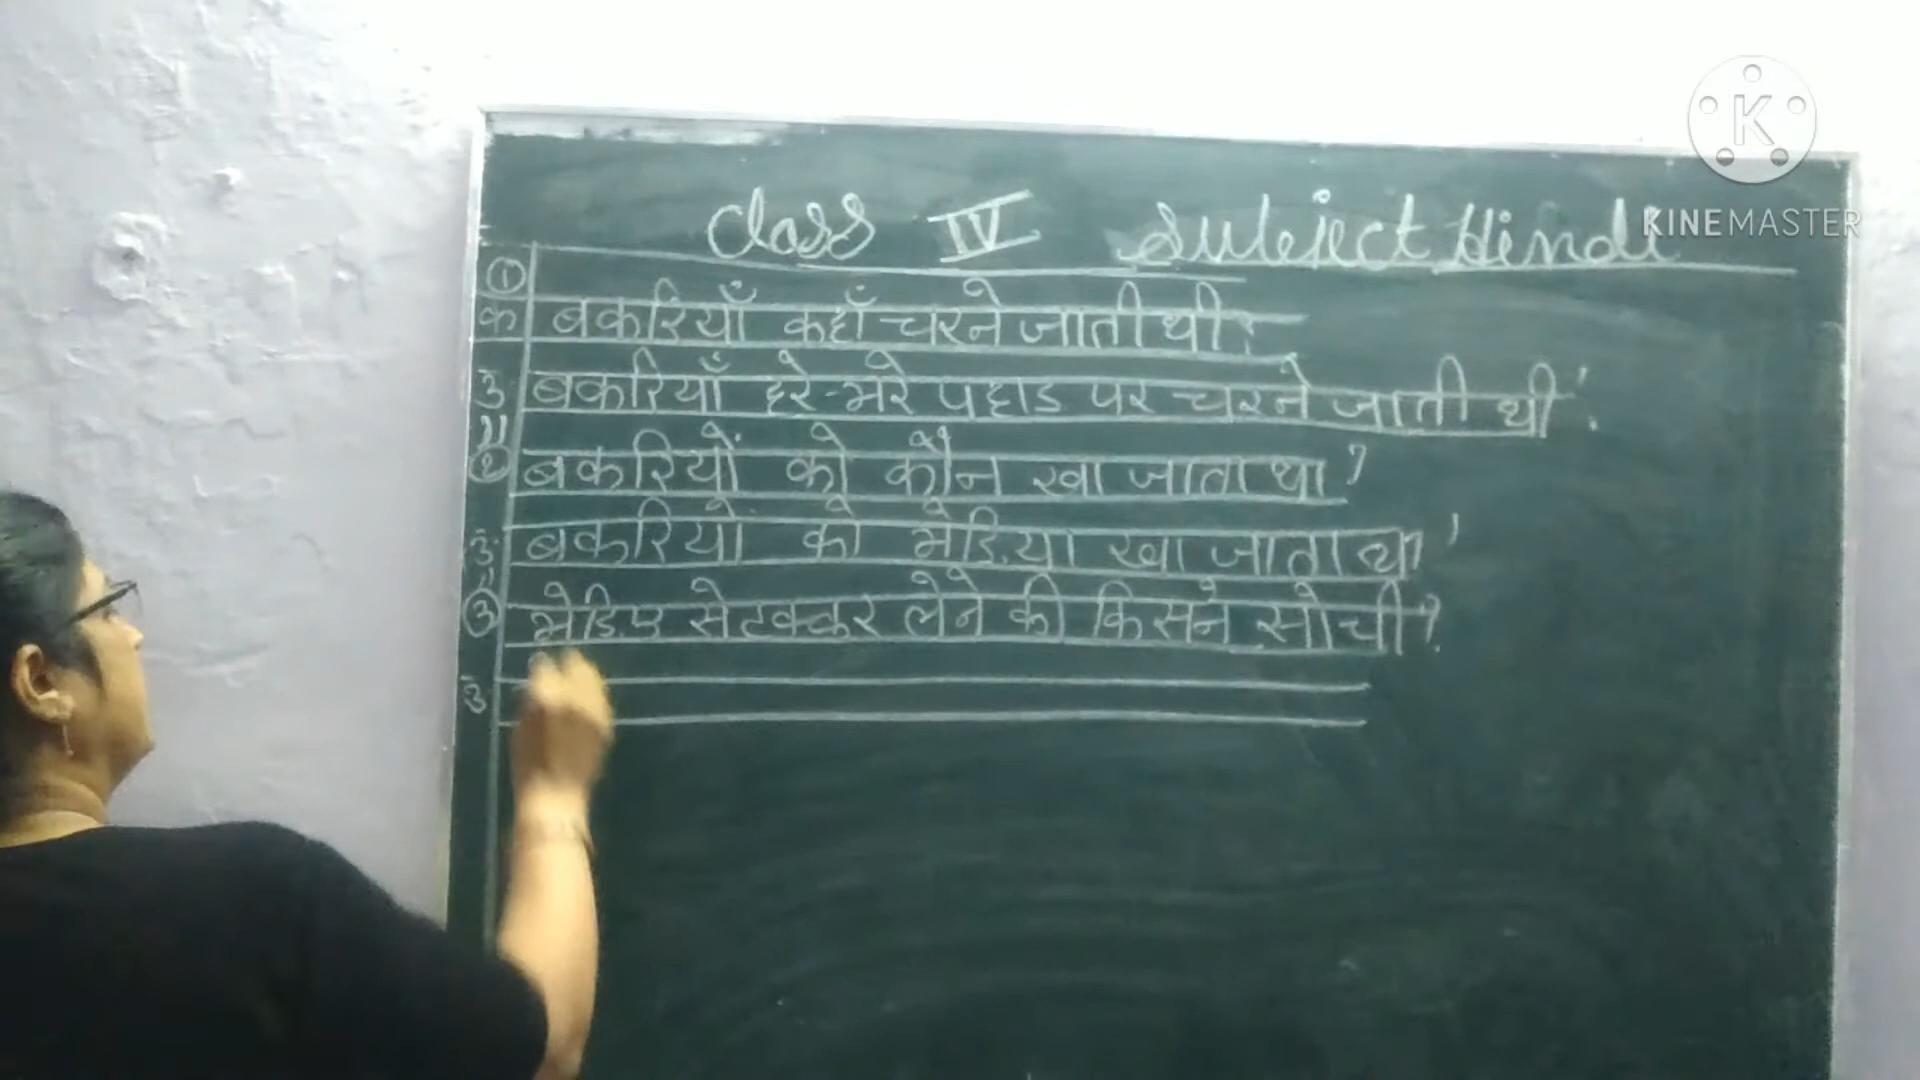 K
KINEMASTER
Class IV Subject Hindi
①
क बकरियाँ कहाँ चरने जाती थी?
उ बकरियाँ हरे-भरे पहाड पर चरने जाती थी।
② बकरियों को कौन खा जाता था?
उ. बकरियो को भेड़िया खा जाता था।
③ भेड़िए से टक्कर लेने की किसने सोची?
उ